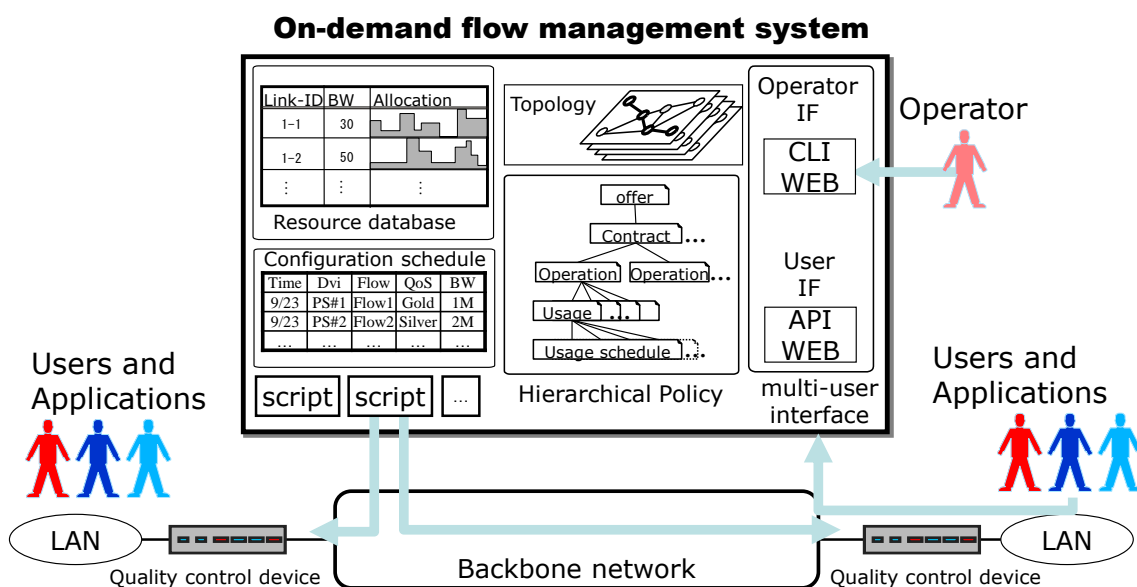 On-demand flow management system
Link-ID BW Allocation
1-1 30
1-2 50
⋮ ⋮ ⋮
Resource database
Configuration schedule
Time Dvi Flow QoS BW
9/23 PS#1 Flow1 Gold 1M
9/23 PS#2 Flow2 Silver 2M
… … … … …
script script …
Topology
offer
Contract ...
Operation Operation ...
Usage ...
Usage schedule ...
Hierarchical Policy
Operator
IF
CLI
WEB
User
IF
API
WEB
multi-user
interface
Operator
Users and
Applications
Users and
Applications
LAN
Quality control device
Backbone network
Quality control device
LAN